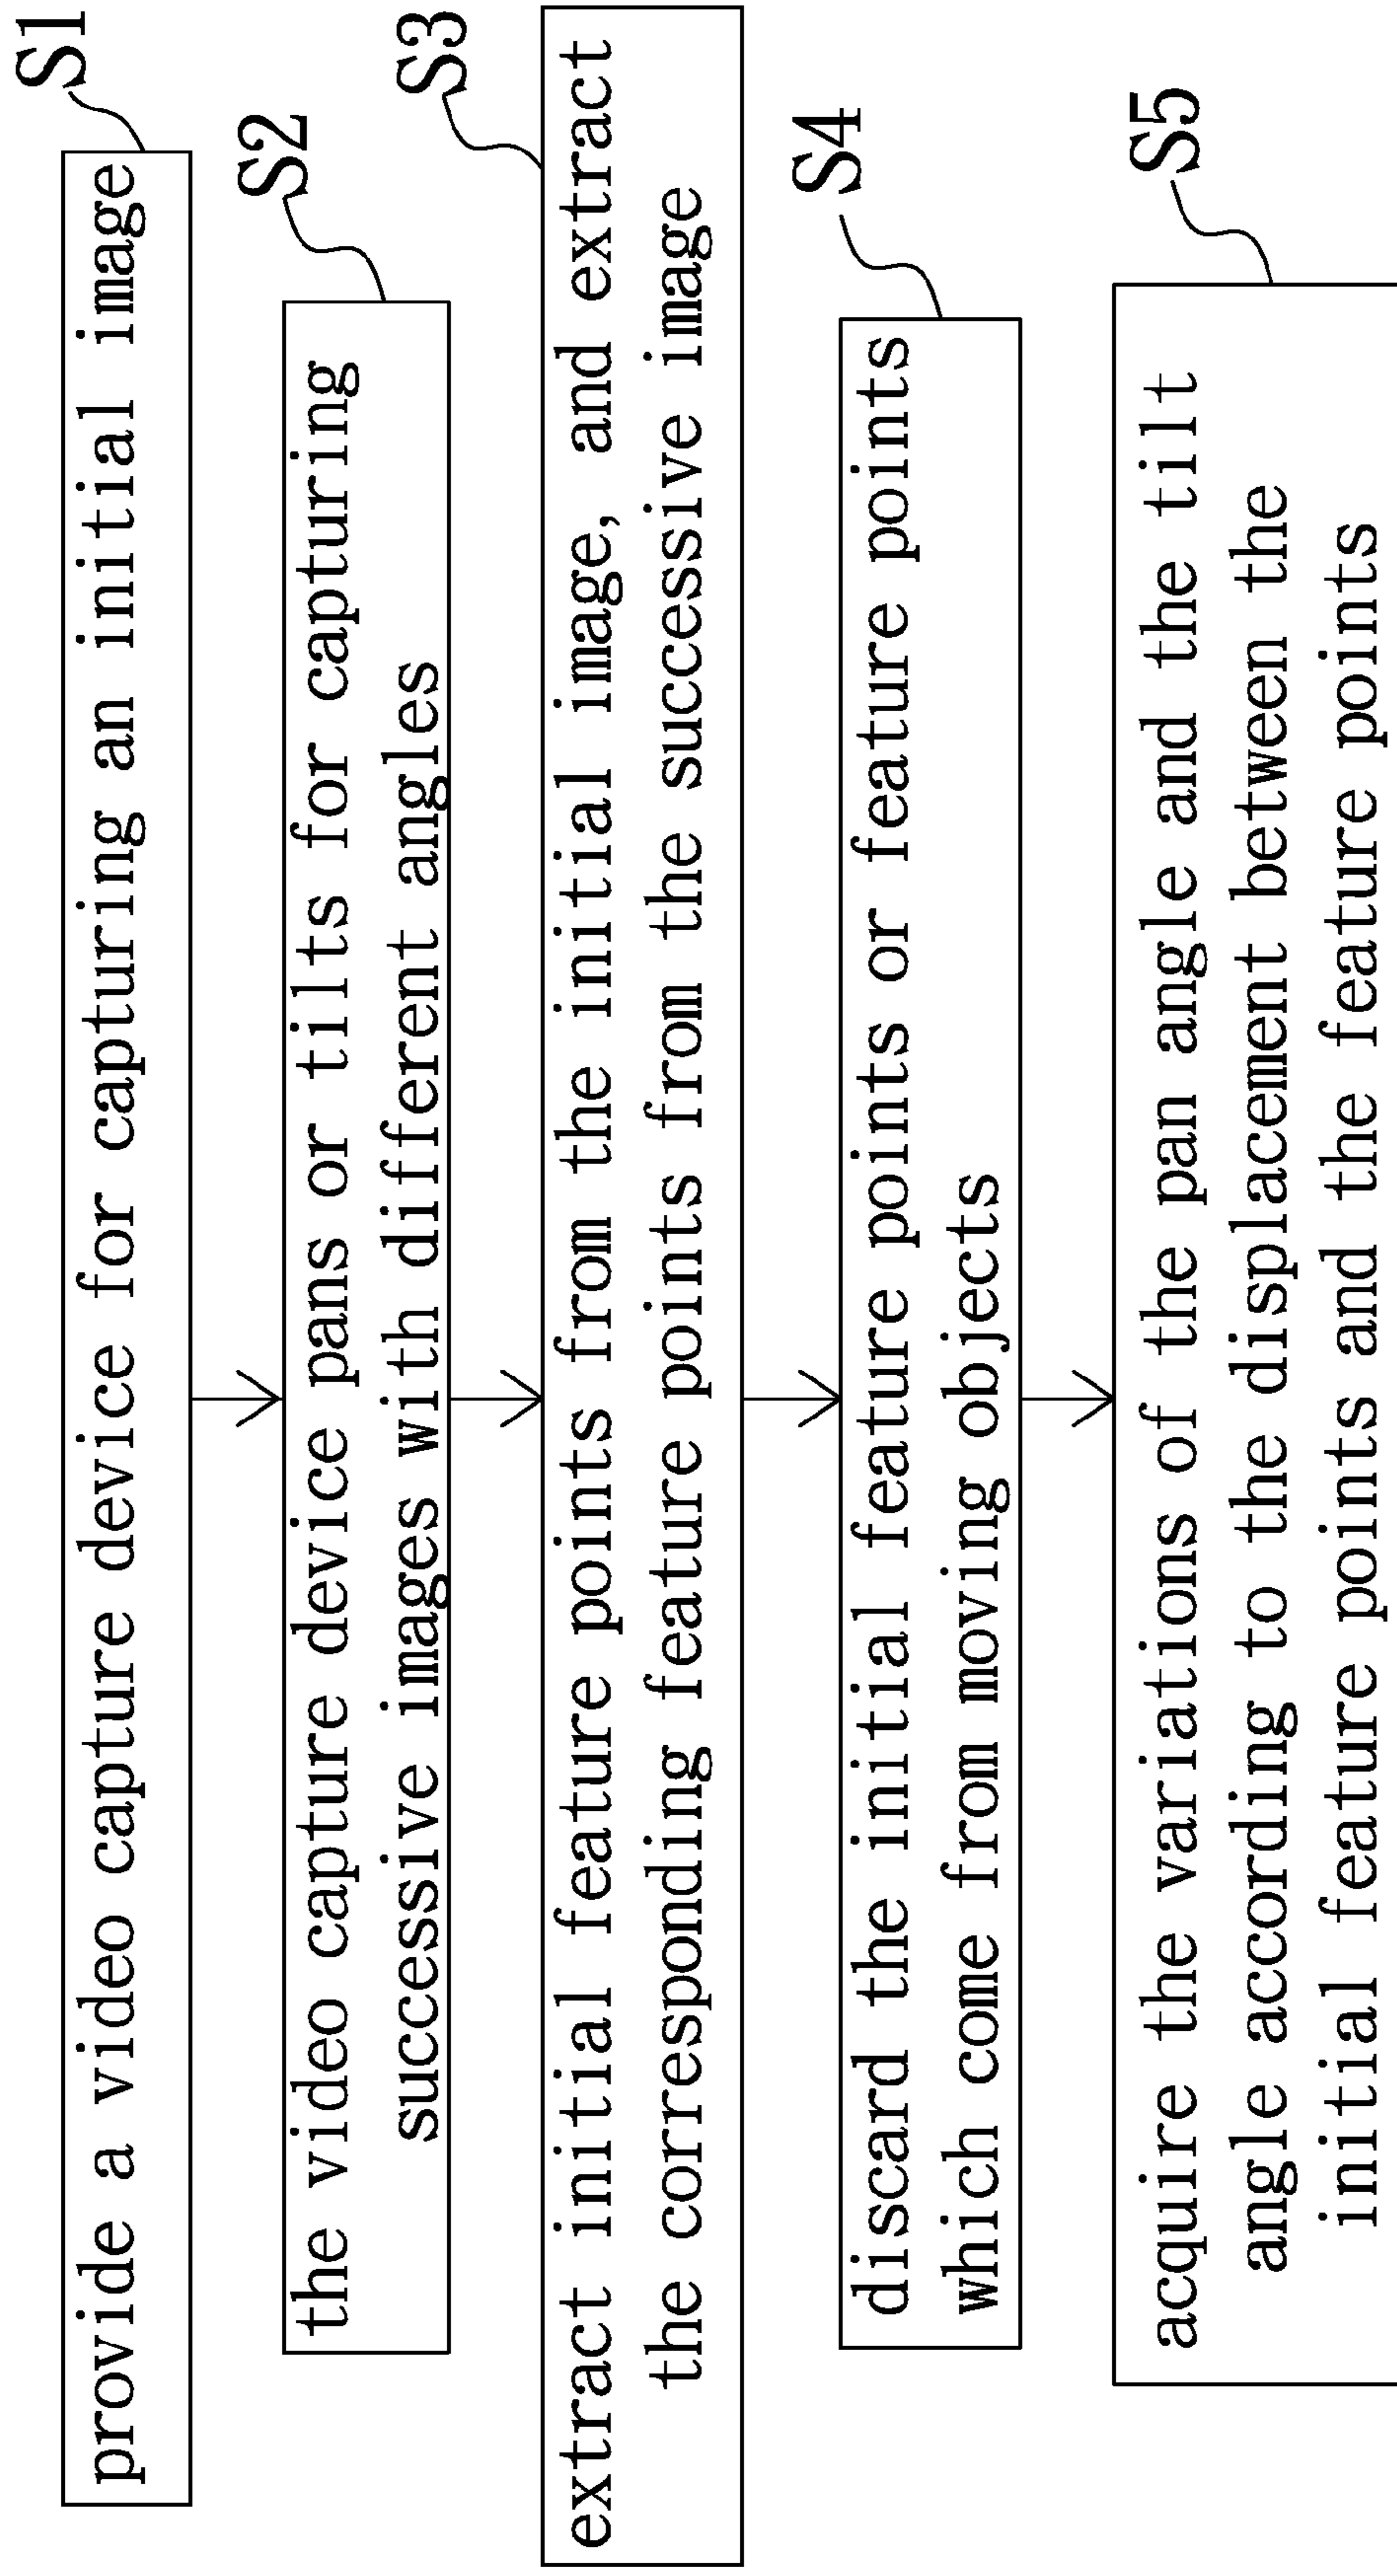 S1
provide a video capture device for capturing an initial image
S2
the video capture device pans or tilts for capturing
successive images with different angles
S3
extract initial feature points from the initial image, and extract
the corresponding feature points from the successive image
S4
discard the initial feature points or feature points
which come from moving objects
S5
acquire the variations of the pan angle and the tilt
angle according to the displacement between the
initial feature points and the feature points